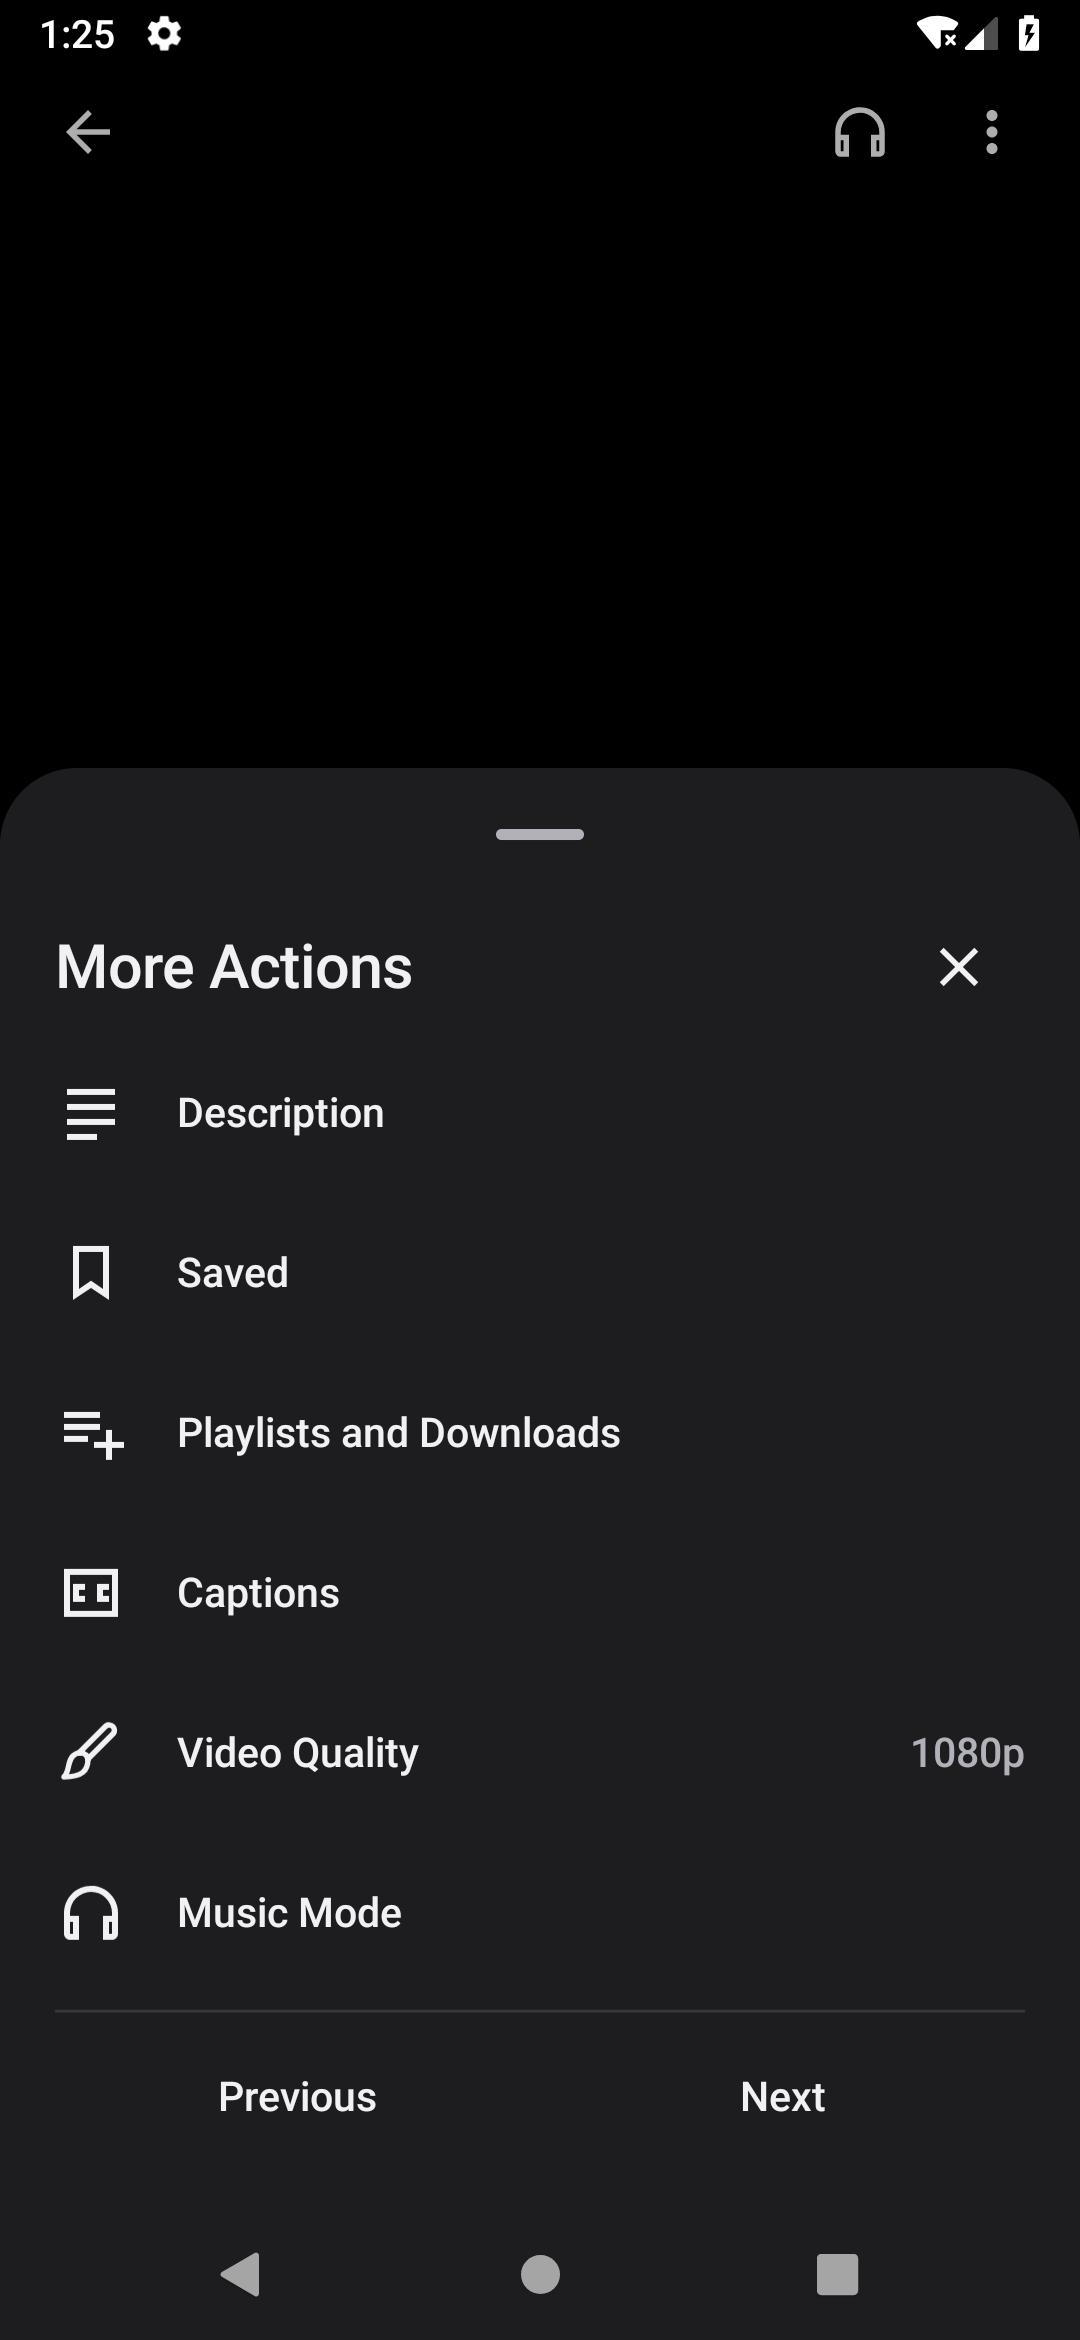 1:25
More Actions
Description
Saved
Playlists and Downloads
Captions
Video Quality 1080p
Music Mode
Previous Next